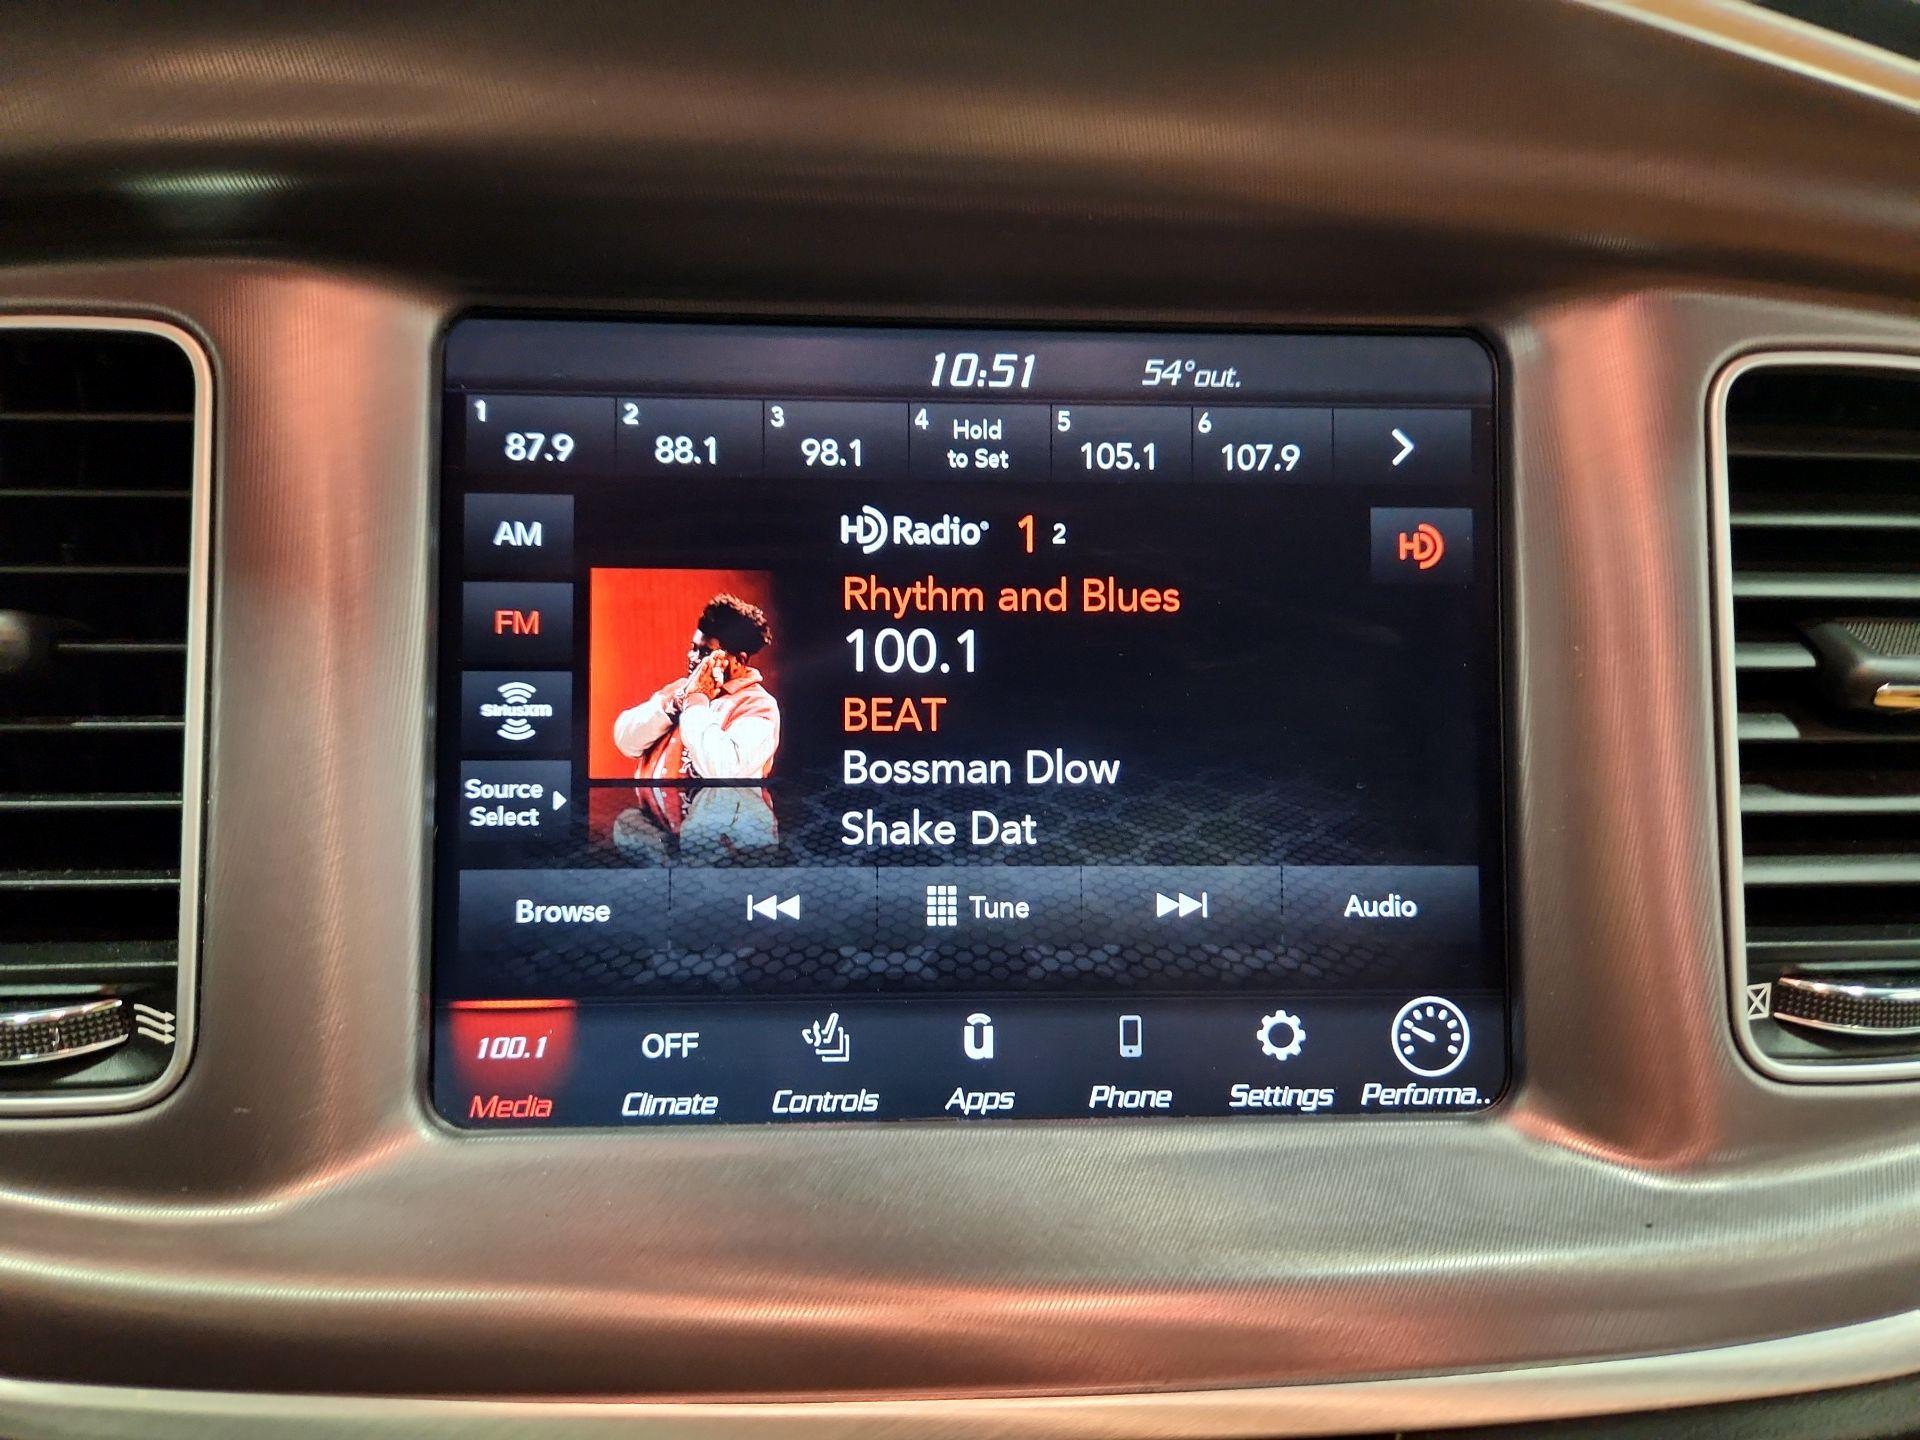 10:51 54°out.
1 87.9 2 88.1 3 98.1 4 Hold to Set 5 105.1 6 107.9
AM
FM
SiriusXM
Source
Select
HD Radio® 1 2
HD
Rhythm and Blues
100.1
BEAT
Bossman Dlow
Shake Dat
Browse Tune Audio
100.1 OFF u
Media Climate Controls Apps Phone Settings Performa..